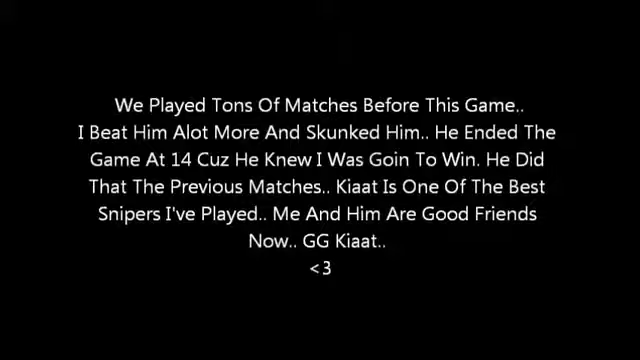 We Played Tons Of Matches Before This Game..
I Beat Him Alot More And Skunked Him.. He Ended The
Game At 14 Cuz He Knew I Was Goin To Win. He Did
That The Previous Matches.. Kiaat Is One Of The Best
Snipers I've Played.. Me And Him Are Good Friends
Now.. GG Kiaat..
<3